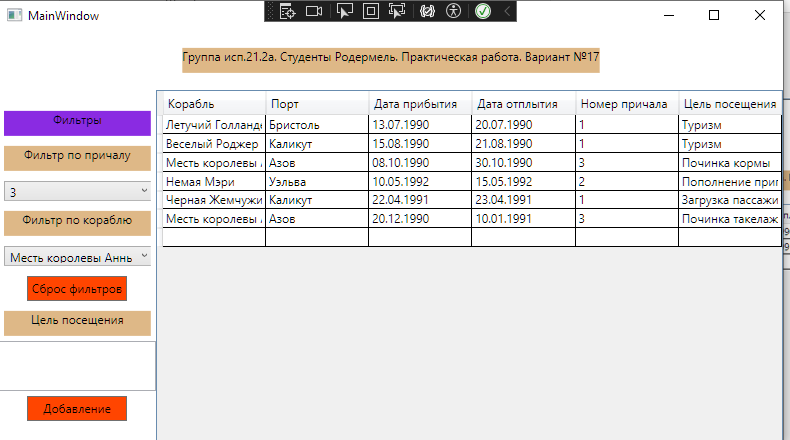 MainWindow
Группа исп.21.2а. Студенты Родермель. Практическая работа. Вариант №17
Фильтры
Фильтр по причалу
3
Фильтр по кораблю
Месть королевы Аннь
Сброс фильтров
Цель посещения
Добавление
Корабль Порт Дата прибытия Дата отплытия Номер причала Цель посещения
Летучий Голланде Бристоль 13.07.1990 20.07.1990 1 Туризм
Веселый Роджер Каликут 15.08.1990 21.08.1990 1 Туризм
Месть королевы А Азов 08.10.1990 30.10.1990 3 Починка кормы
Немая Мэри Уэльва 10.05.1992 15.05.1992 2 Пополнение при
Черная Жемчужи Каликут 22.04.1991 23.04.1991 1 Загрузка пассажи
Месть королевы А Азов 20.12.1990 10.01.1991 3 Починка такелаж